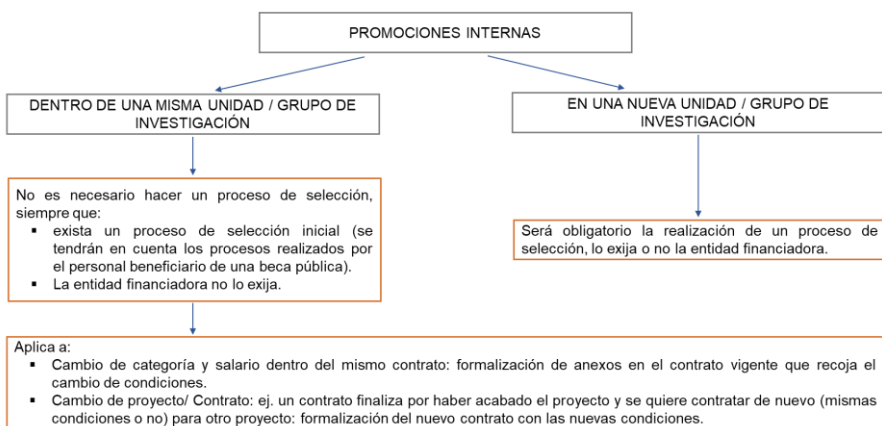 PROMOCIONES INTERNAS
DENTRO DE UNA MISMA UNIDAD / GRUPO DE
INVESTIGACIÓN
EN UNA NUEVA UNIDAD / GRUPO DE
INVESTIGACIÓN
No es necesario hacer un proceso de selección,
siempre que:
▪ exista un proceso de selección inicial (se
tendrán en cuenta los procesos realizados por
el personal beneficiario de una beca pública).
▪ La entidad financiadora no lo exija.
Será obligatorio la realización de un proceso de
selección, lo exija o no la entidad financiadora.
Aplica a:
▪ Cambio de categoría y salario dentro del mismo contrato: formalización de anexos en el contrato vigente que recoja el
cambio de condiciones.
▪ Cambio de proyecto/ Contrato: ej. un contrato finaliza por haber acabado el proyecto y se quiere contratar de nuevo (mismas
condiciones o no) para otro proyecto: formalización del nuevo contrato con las nuevas condiciones.